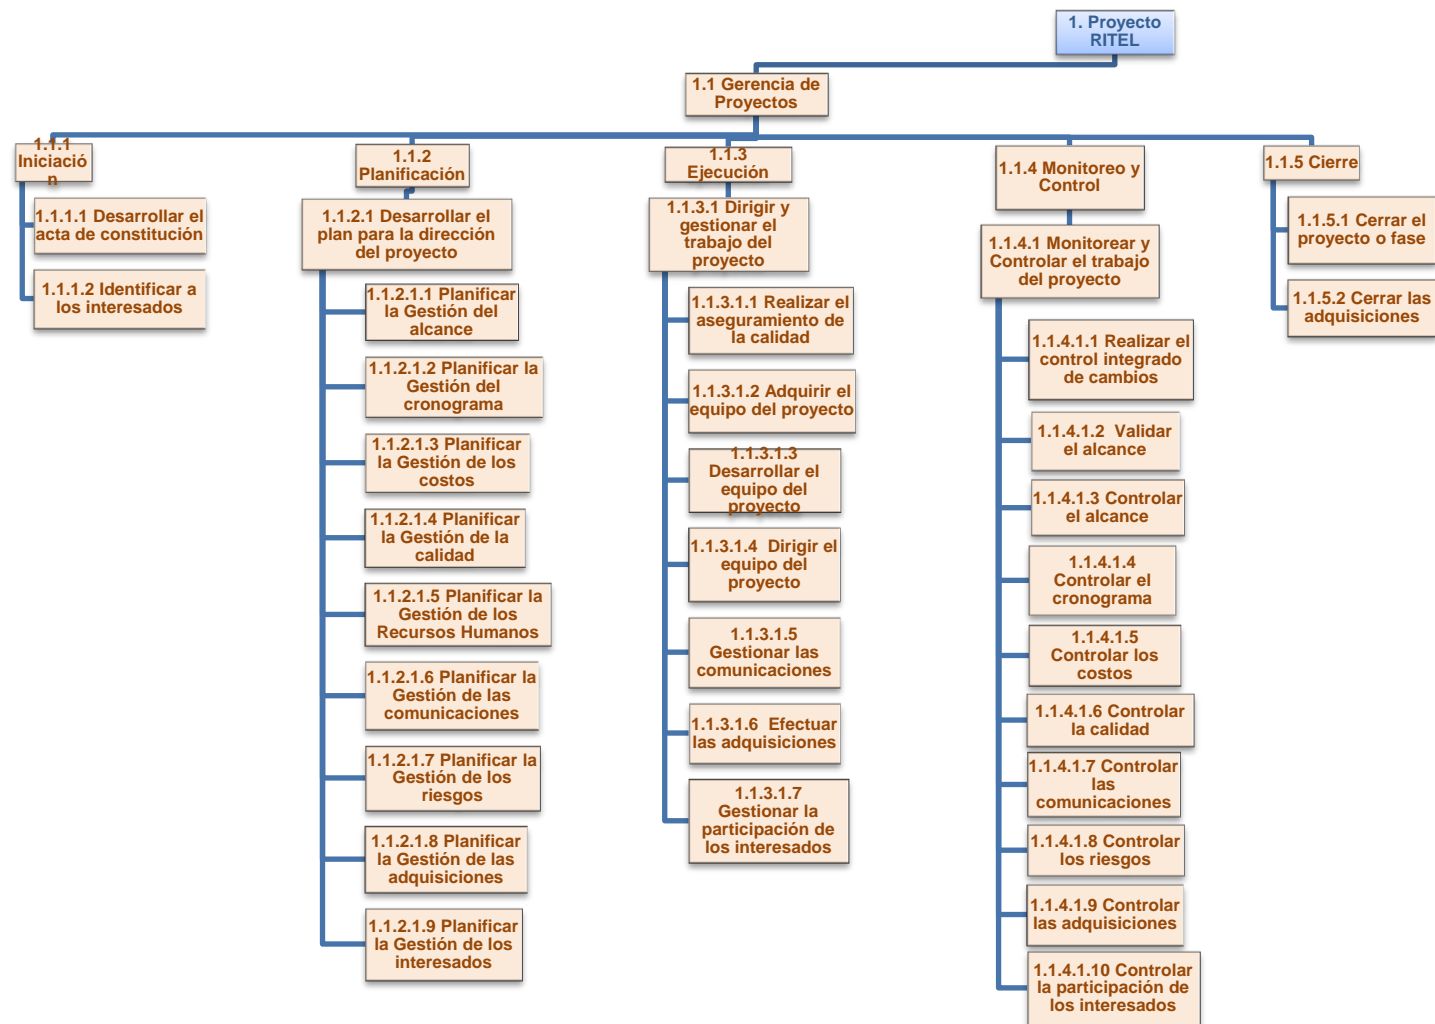 1. Proyecto
RITEL
1.1 Gerencia de
Proyectos
1.1.1
Iniciació
n
1.1.1.1 Desarrollar el
acta de constitución
1.1.1.2 Identificar a
los interesados
1.1.2
Planificación
1.1.2.1 Desarrollar el
plan para la dirección
del proyecto
1.1.2.1.1 Planificar
la Gestión del
alcance
1.1.2.1.2 Planificar la
Gestión del
cronograma
1.1.2.1.3 Planificar
la Gestión de los
costos
1.1.2.1.4 Planificar
la Gestión de la
calidad
1.1.2.1.5 Planificar la
Gestión de los
Recursos Humanos
1.1.2.1.6 Planificar la
Gestión de las
comunicaciones
1.1.2.1.7 Planificar la
Gestión de los
riesgos
1.1.2.1.8 Planificar
la Gestión de las
adquisiciones
1.1.2.1.9 Planificar
la Gestión de los
interesados
1.1.3
Ejecución
1.1.3.1 Dirigir y
gestionar el
trabajo del
proyecto
1.1.3.1.1 Realizar el
aseguramiento de
la calidad
1.1.3.1.2 Adquirir el
equipo del proyecto
1.1.3.1.3
Desarrollar el
equipo del
proyecto
1.1.3.1.4 Dirigir el
equipo del
proyecto
1.1.3.1.5
Gestionar las
comunicaciones
1.1.3.1.6 Efectuar
las adquisiciones
1.1.3.1.7
Gestionar la
participación de
los interesados
1.1.4 Monitoreo y
Control
1.1.4.1 Monitorear y
Controlar el trabajo
del proyecto
1.1.4.1.1 Realizar el
control integrado
de cambios
1.1.4.1.2 Validar
el alcance
1.1.4.1.3 Controlar
el alcance
1.1.4.1.4
Controlar el
cronograma
1.1.4.1.5
Controlar los
costos
1.1.4.1.6 Controlar
la calidad
1.1.4.1.7 Controlar
las
comunicaciones
1.1.4.1.8 Controlar
los riesgos
1.1.4.1.9 Controlar
las adquisiciones
1.1.4.1.10 Controlar
la participación de
los interesados
1.1.5 Cierre
1.1.5.1 Cerrar el
proyecto o fase
1.1.5.2 Cerrar las
adquisiciones